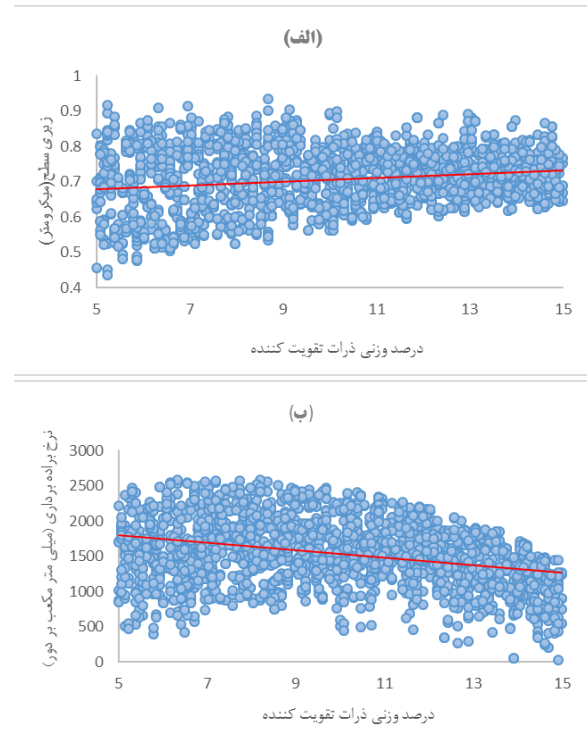 (الف)
زبری سطح(میکرومتر)
1
0.9
0.8
0.7
0.6
0.5
0.4
5 7 9 11 13 15
درصد وزنی ذرات تقویت کننده
(ب)
نرخ براده برداری (میلی متر مکعب بر دور)
3000
2500
2000
1500
1000
500
0
5 7 9 11 13 15
درصد وزنی ذرات تقویت کننده